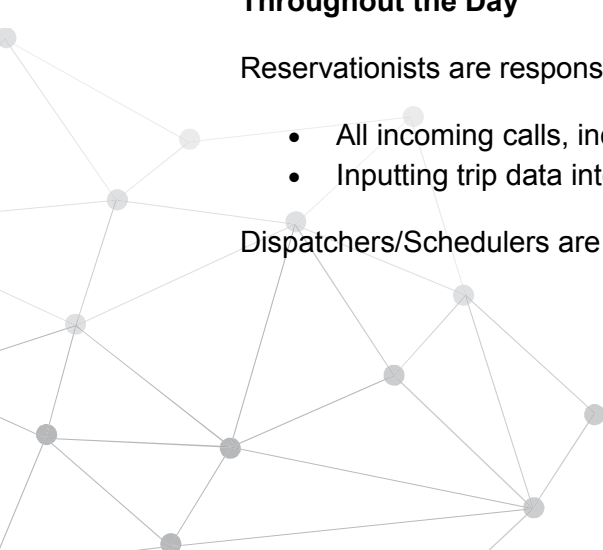 Throughout the Day
Reservationists are respons
• All incoming calls, in
• Inputting trip data int
Dispatchers/Schedulers are